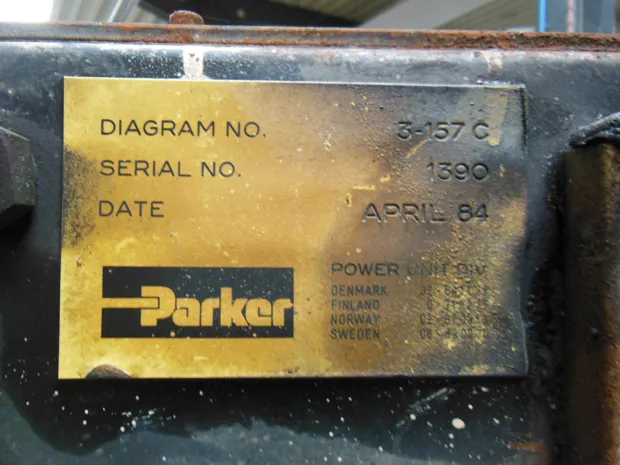 DIAGRAM NO. 3-157 C
SERIAL NO. 1390
DATE APRIL 84
Parker
POWER UNIT DIV
DENMARK
FINLAND
NORWAY
SWEDEN